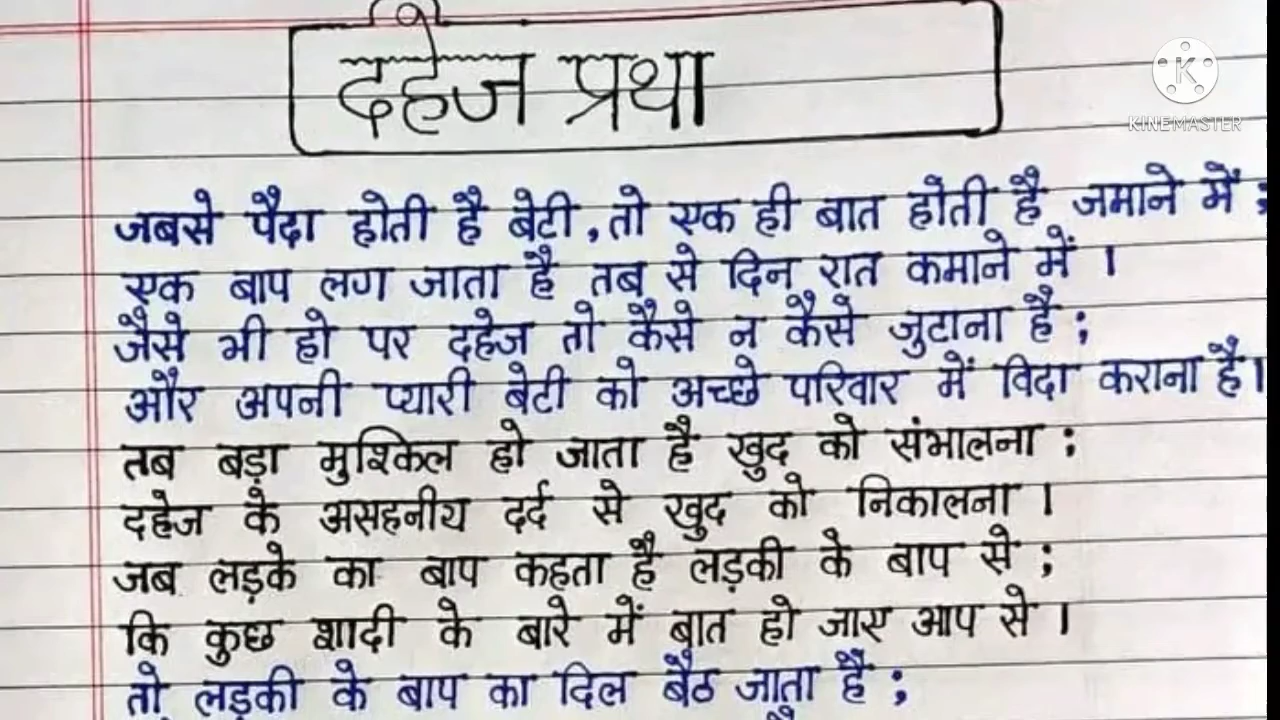 दहेज प्रथा
KINEMASTER
जबसे पैदा होती है बेटी, तो एक ही बात होती है जमाने में ;
एक बाप लग जाता है तब से दिन रात कमाने में ।
जैसे भी हो पर दहेज तो कैसे न कैसे जुटाना है ;
और अपनी प्यारी बेटी को अच्छे परिवार में विदा कराना है।
तब बड़ा मुश्किल हो जाता है खुद को संभालना ;
दहेज के असहनीय दर्द से खुद को निकालना ।
जब लड़के का बाप कहता है लड़की के बाप से ;
कि कुछ शादी के बारे में बात हो जाए आप से ।
तो लड़की के बाप का दिल बैठ जाता है ;